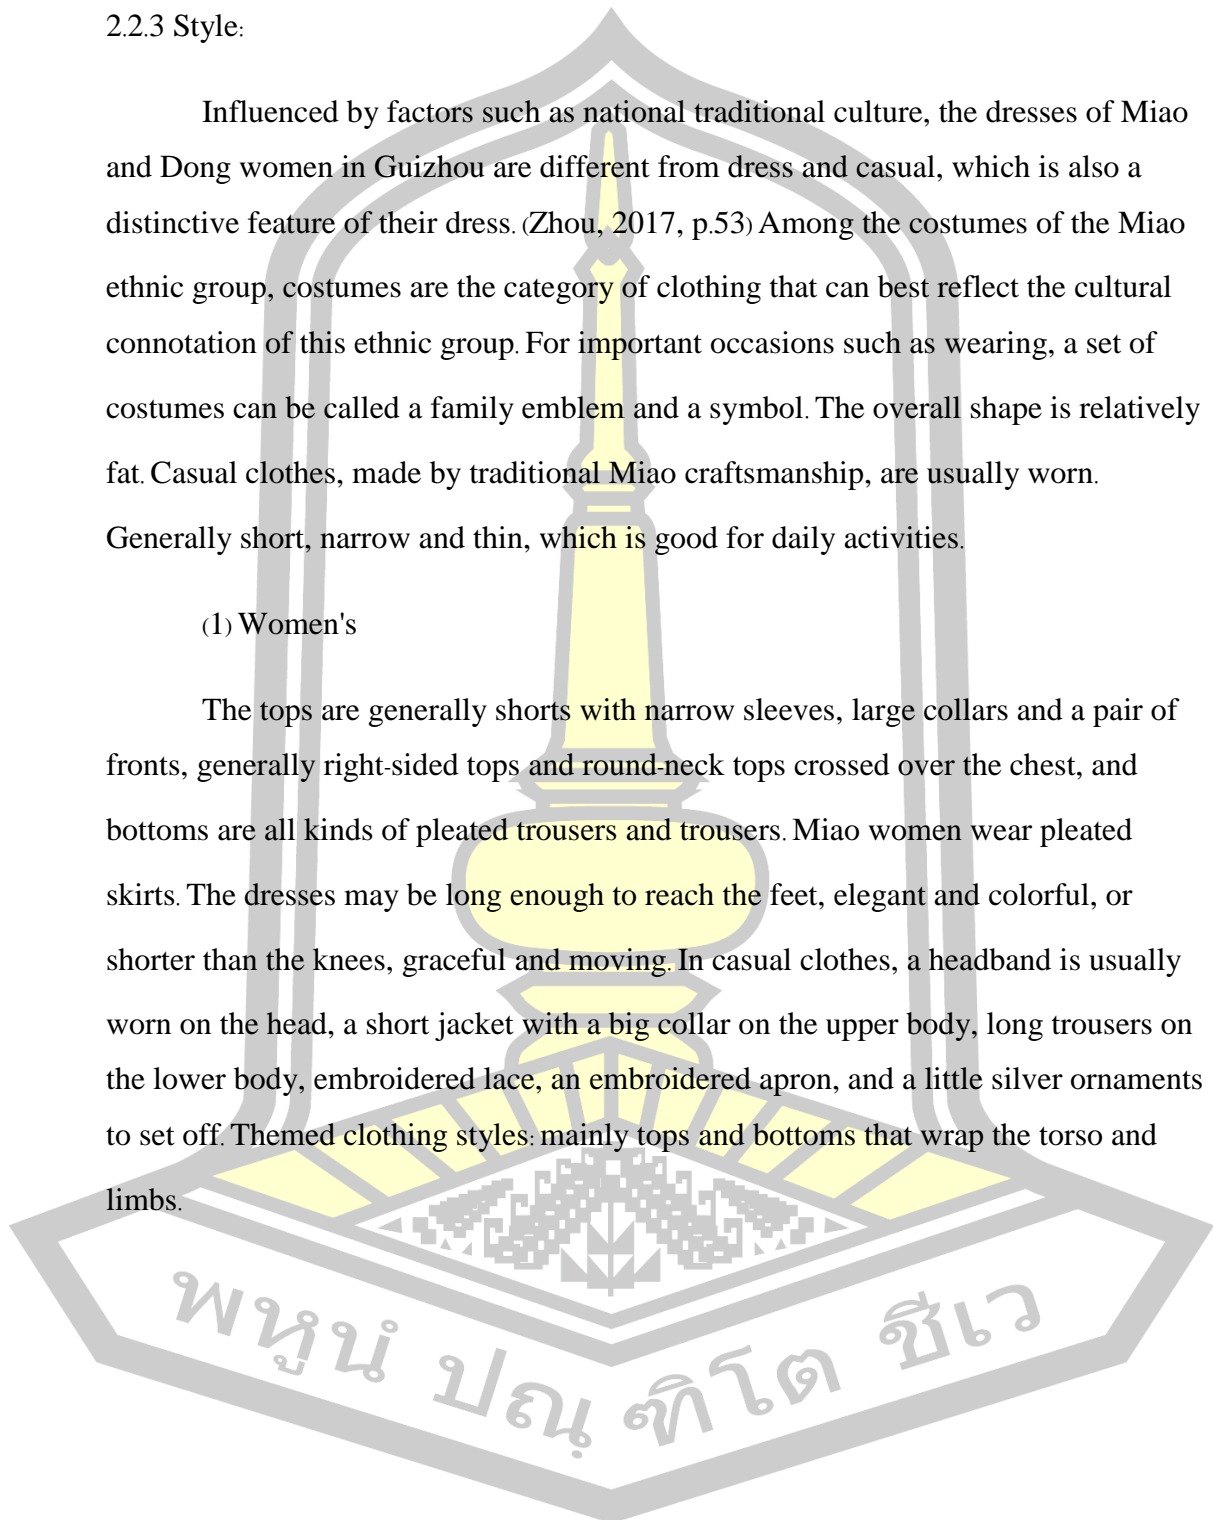 2.2.3 Style:
Influenced by factors such as national traditional culture, the dresses of Miao
and Dong women in Guizhou are different from dress and casual, which is also a
distinctive feature of their dress. (Zhou, 2017, p.53) Among the costumes of the Miao
ethnic group, costumes are the category of clothing that can best reflect the cultural
connotation of this ethnic group. For important occasions such as wearing, a set of
costumes can be called a family emblem and a symbol. The overall shape is relatively
fat. Casual clothes, made by traditional Miao craftsmanship, are usually worn.
Generally short, narrow and thin, which is good for daily activities.
(1) Women's
The tops are generally shorts with narrow sleeves, large collars and a pair of
fronts, generally right-sided tops and round-neck tops crossed over the chest, and
bottoms are all kinds of pleated trousers and trousers. Miao women wear pleated
skirts. The dresses may be long enough to reach the feet, elegant and colorful, or
shorter than the knees, graceful and moving. In casual clothes, a headband is usually
worn on the head, a short jacket with a big collar on the upper body, long trousers on
the lower body, embroidered lace, an embroidered apron, and a little silver ornaments
to set off. Themed clothing styles: mainly tops and bottoms that wrap the torso and
limbs.
พหูนํ ปณฺ ฑิโต ชีเว